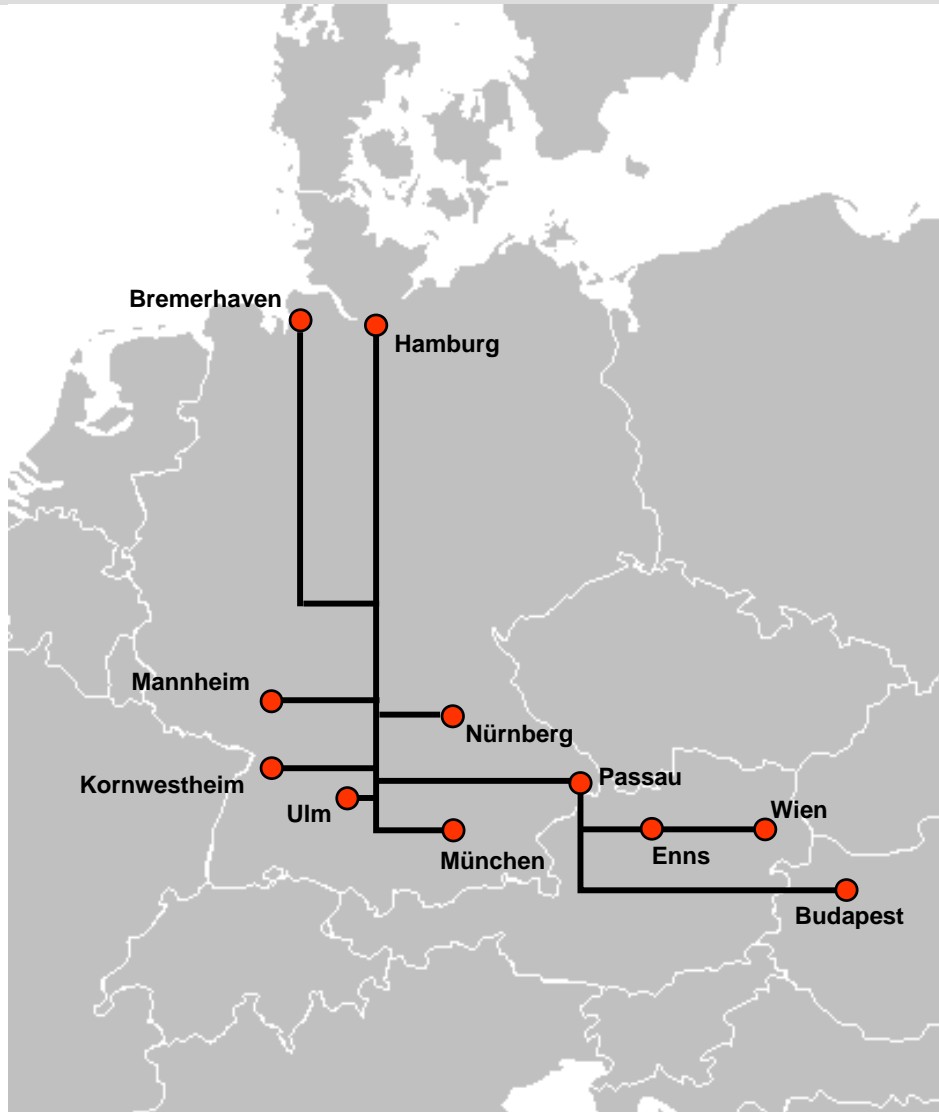 Bremerhaven
Hamburg
Mannheim
Nürnberg
Kornwestheim
Passau
Ulm
Wien
München
Enns
Budapest